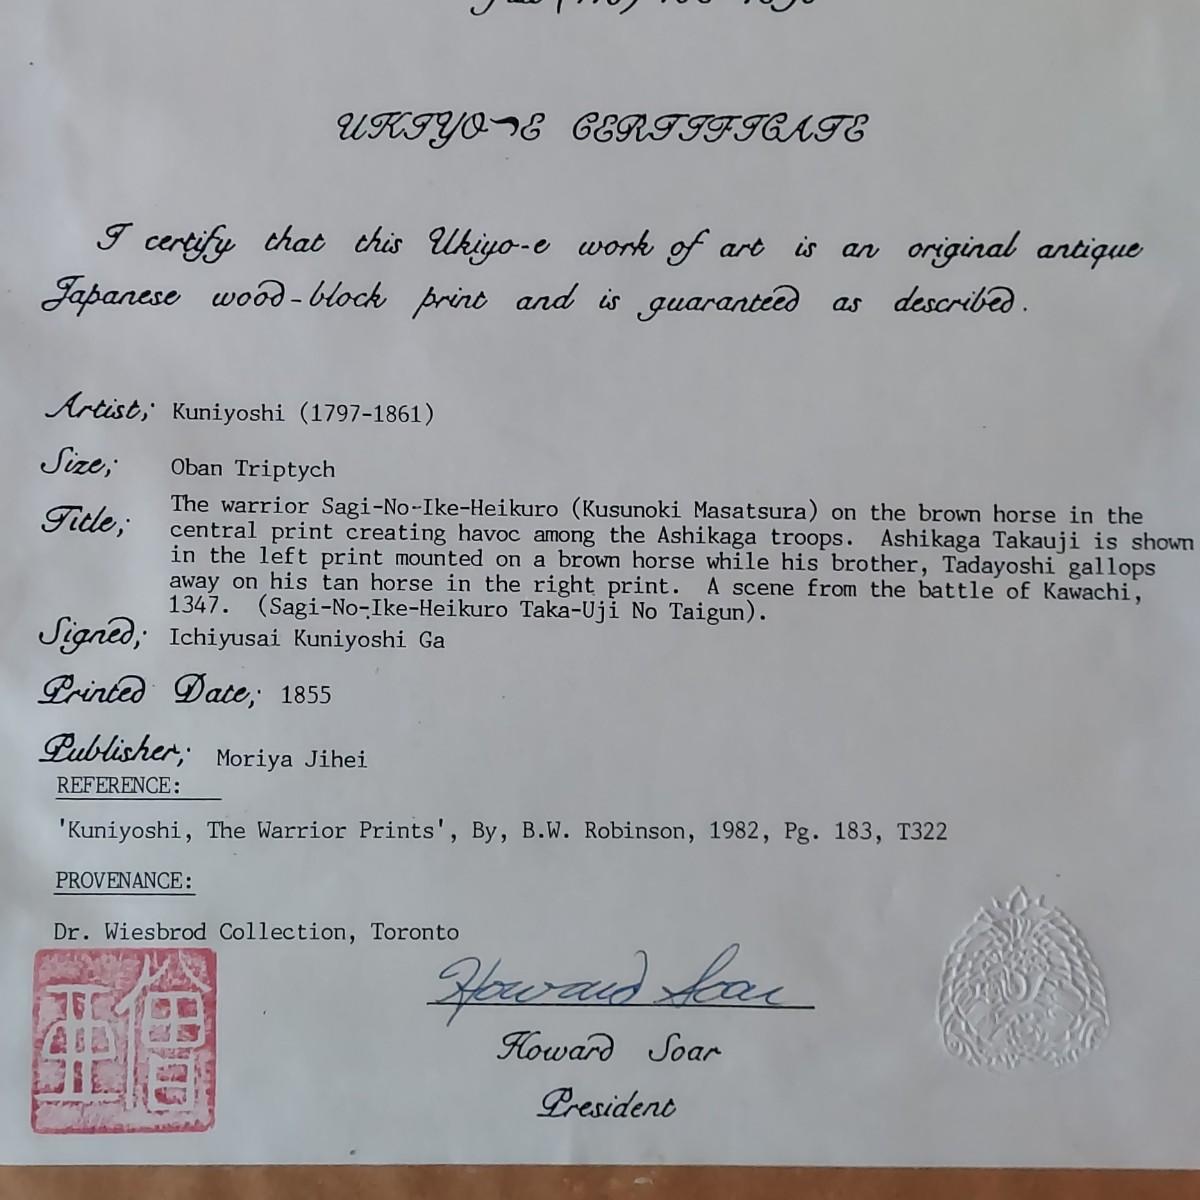 UKIYO-E CERTIFICATE
I certify that this Ukiyo-e work of art is an original antique
Japanese wood-block print and is guaranteed as described.
Artist; Kuniyoshi (1797-1861)
Size; Oban Triptych
Title; The warrior Sagi-No-Ike-Heikuro (Kusunoki Masatsura) on the brown horse in the
central print creating havoc among the Ashikaga troops. Ashikaga Takauji is shown
in the left print mounted on a brown horse while his brother, Tadayoshi gallops
away on his tan horse in the right print. A scene from the battle of Kawachi,
1347. (Sagi-No-Ike-Heikuro Taka-Uji No Taigun).
Signed; Ichiyusai Kuniyoshi Ga
Printed Date; 1855
Publisher; Moriya Jihei
REFERENCE:
'Kuniyoshi, The Warrior Prints', By, B.W. Robinson, 1982, Pg. 183, T322
PROVENANCE:
Dr. Wiesbrod Collection, Toronto
Howard Soar
Howard Soar
President